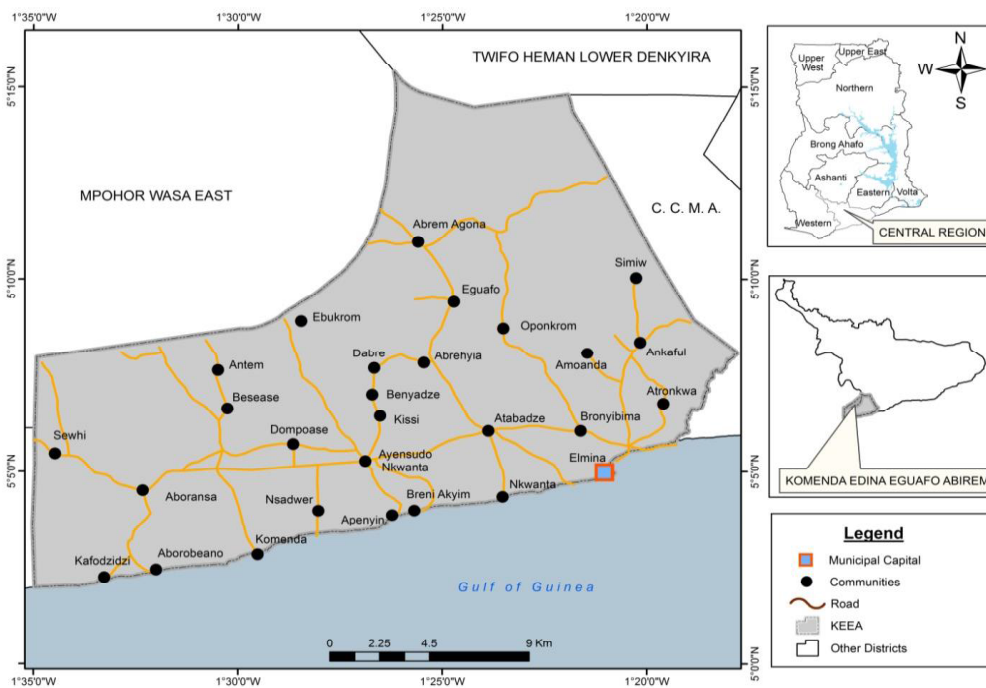 1°35'0"W
1°30'0"W
1°25'0"W
1°20'0"W
TWIFO HEMAN LOWER DENKYIRA
MPOHOR WASA EAST
C. C. M. A.
5°15'0"N
5°10'0"N
5°5'0"N
Abrem Agona
Simiw
Eguafo
Ebukrom
Oponkrom
Ankaful
Dabre
Abrehyia
Amoanda
Antem
Benyadze
Atronkwa
Besease
Kissi
Atabadze
Bronyibima
Dompoase
Sewhi
Ayensudo
Nkwanta
Elmina
Aboransa
Nsadwer
Breni Akyim
Nkwanta
Apenyin
Komenda
Kafodzidzi
Aborobeano
Gulf of Guinea
0 2.25 4.5 9 Km
1°35'0"W
1°30'0"W
1°25'0"W
1°20'0"W
5°15'0"N
5°10'0"N
5°5'0"N
5°0'0"N
N
W
S
Upper
West
Upper East
Northern
Brong Ahafo
Ashanti
Eastern
Volta
Western
CENTRAL REGION
KOMENDA EDINA EGUAFO ABIREM
Legend
Municipal Capital
Communities
Road
KEEA
Other Districts